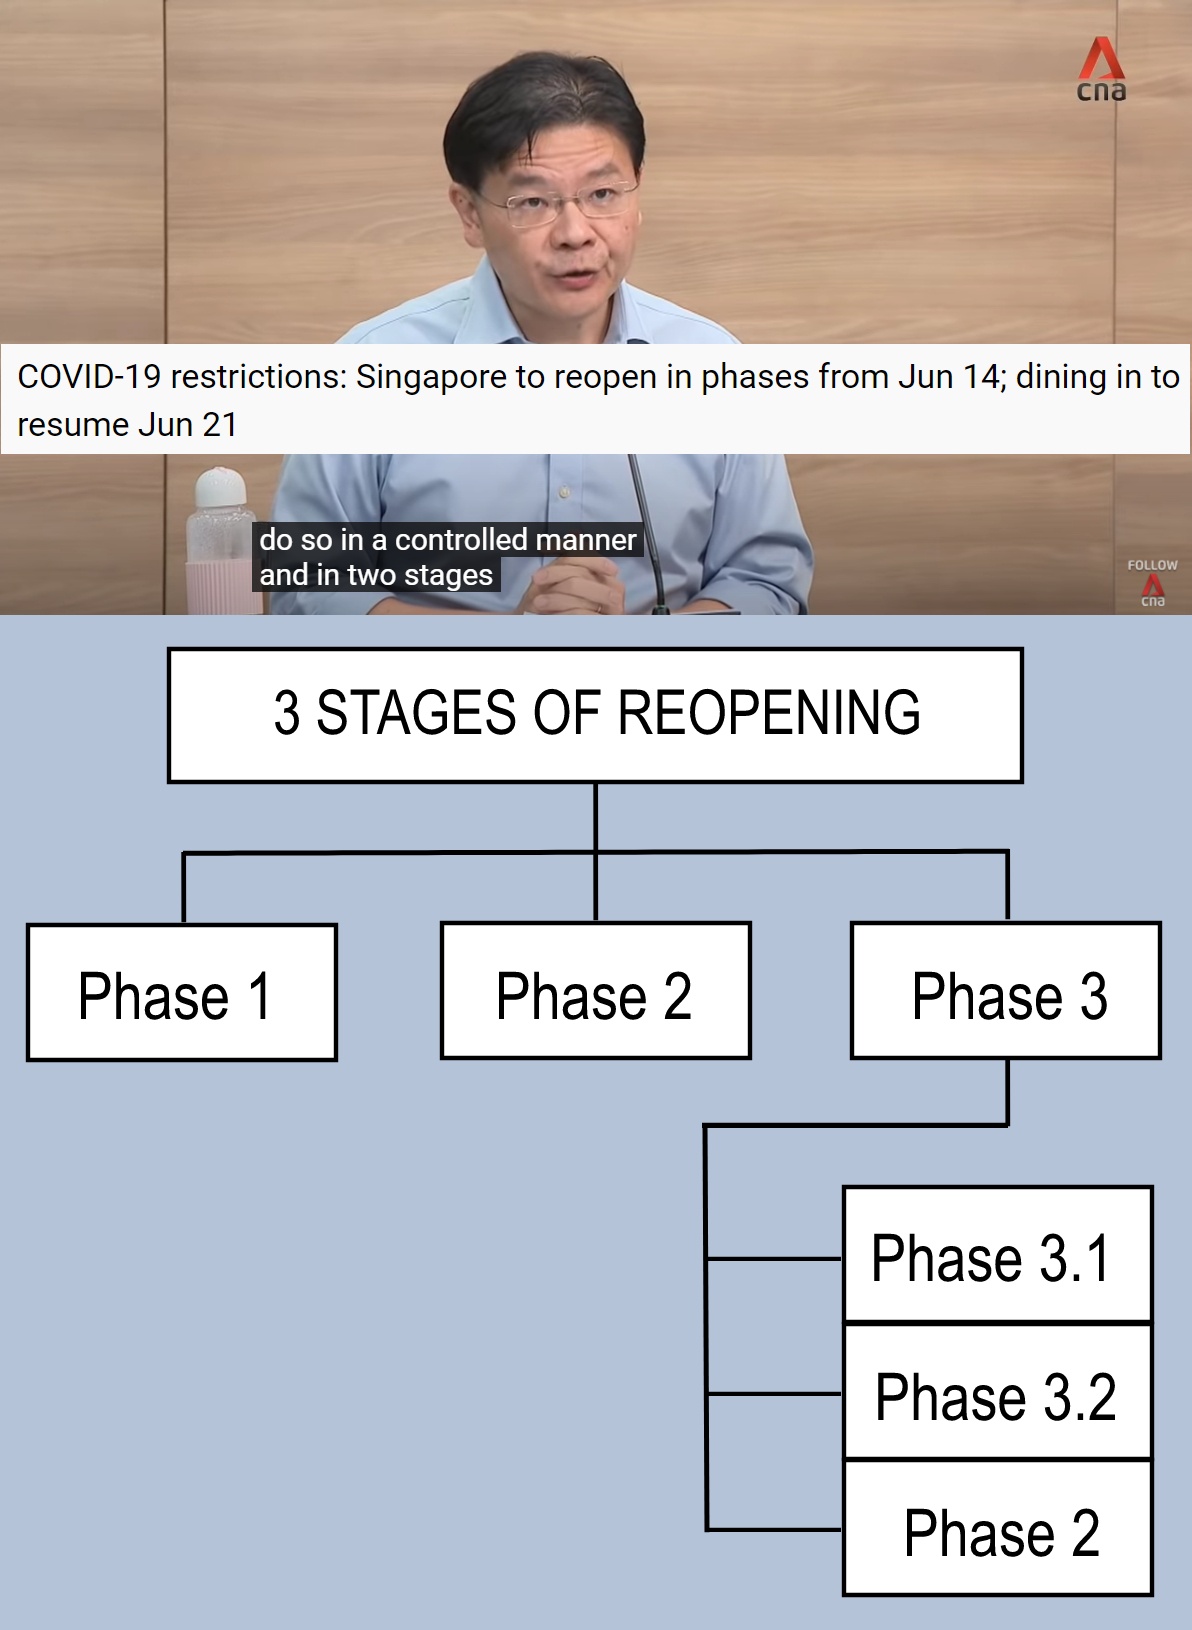 cna
COVID-19 restrictions: Singapore to reopen in phases from Jun 14; dining in to
resume Jun 21
do so in a controlled manner
and in two stages
FOLLOW
cna
3 STAGES OF REOPENING
Phase 1
Phase 2
Phase 3
Phase 3.1
Phase 3.2
Phase 2